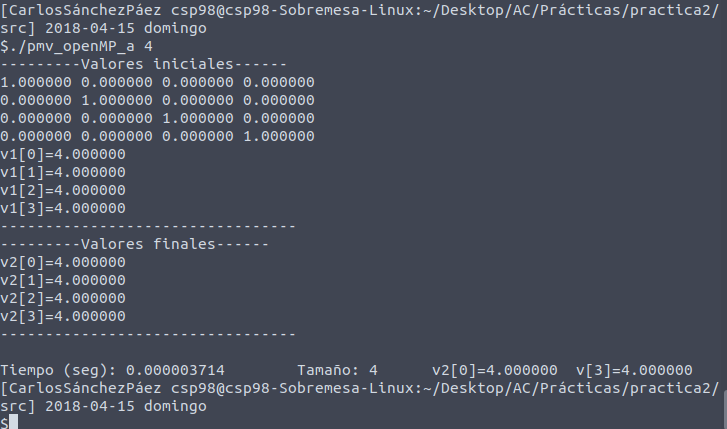 [CarlosSánchezPáez csp98@csp98-Sobremesa-Linux:~/Desktop/AC/Prácticas/practica2/
src] 2018-04-15 domingo
$./pmv_openMP_a 4
---------Valores iniciales------
1.000000 0.000000 0.000000 0.000000
0.000000 1.000000 0.000000 0.000000
0.000000 0.000000 1.000000 0.000000
0.000000 0.000000 0.000000 1.000000
v1[0]=4.000000
v1[1]=4.000000
v1[2]=4.000000
v1[3]=4.000000
---------------------------------
---------Valores finales------
v2[0]=4.000000
v2[1]=4.000000
v2[2]=4.000000
v2[3]=4.000000
---------------------------------
Tiempo (seg): 0.000003714        Tamaño: 4      v2[0]=4.000000  v[3]=4.000000
[CarlosSánchezPáez csp98@csp98-Sobremesa-Linux:~/Desktop/AC/Prácticas/practica2/
src] 2018-04-15 domingo
$